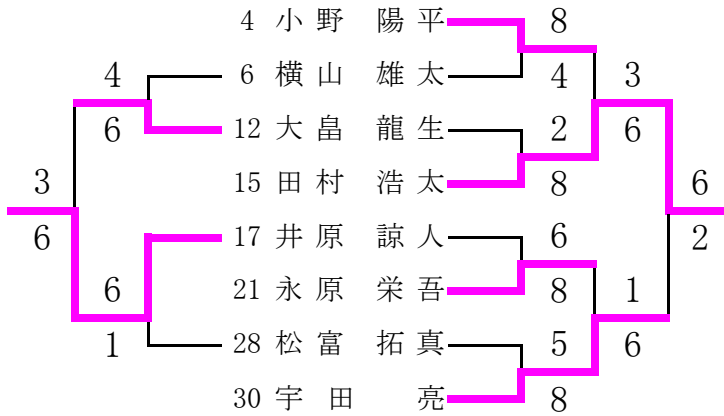 4 小野 陽平 8
4 6 横山 雄太 4 3
6 12 大畠 龍生 2 6
3 15 田村 浩太 8 6
6 17 井原 諒人 6 2
6 21 永原 栄吾 8 1
1 28 松富 拓真 5 6
30 宇田 亮 8